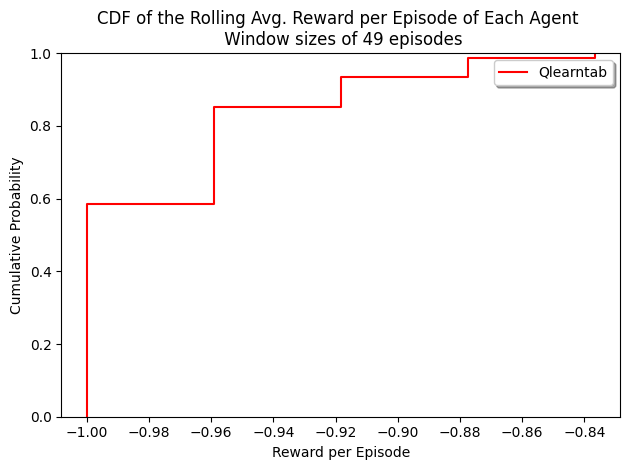 CDF of the Rolling Avg. Reward per Episode of Each Agent
Window sizes of 49 episodes
Qlearntab
Cumulative Probability
1.0
0.8
0.6
0.4
0.2
0.0
−1.00 −0.98 −0.96 −0.94 −0.92 −0.90 −0.88 −0.86 −0.84
Reward per Episode